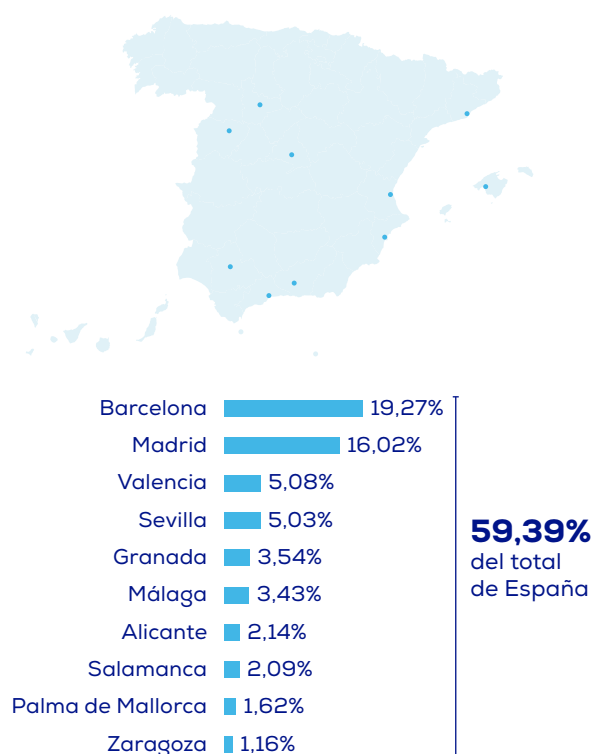 Barcelona 19,27%
Madrid 16,02%
Valencia 5,08%
Sevilla 5,03%
59,39%
del total
de España
Granada 3,54%
Málaga 3,43%
Alicante 2,14%
Salamanca 2,09%
Palma de Mallorca 1,62%
Zaragoza 1,16%